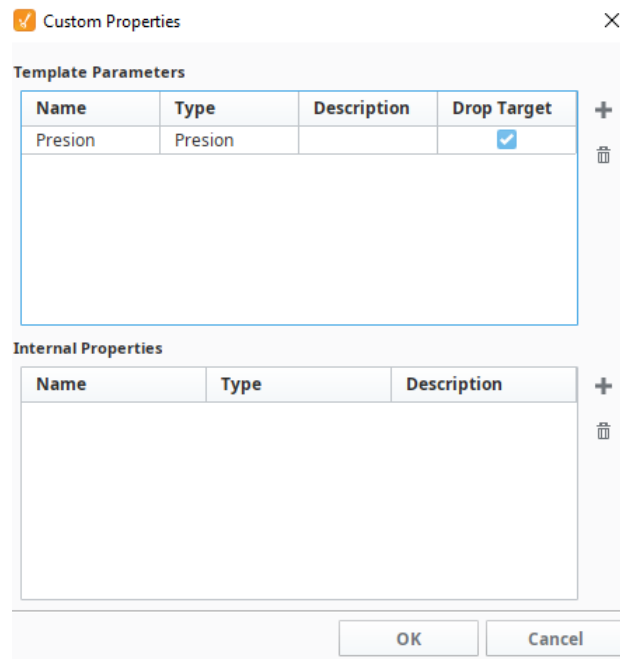 Custom Properties
Template Parameters
Name Type Description Drop Target
Presion Presion
Internal Properties
Name Type Description
OK Cancel